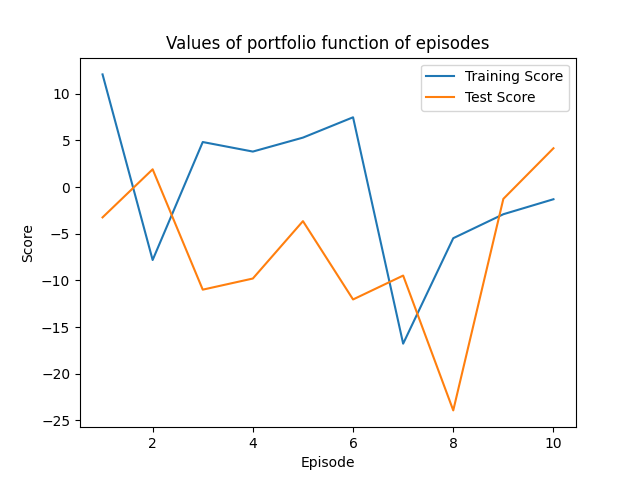 Values of portfolio function of episodes
Training Score
Test Score
10
5
0
−5
−10
−15
−20
−25
Score
2
4
6
8
10
Episode